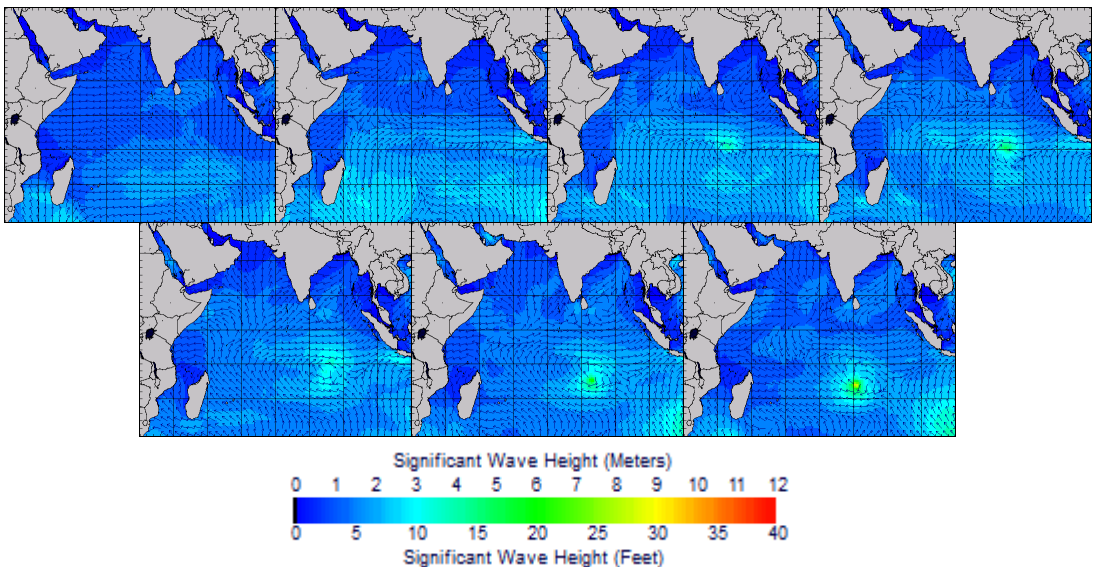 Significant Wave Height (Meters)
0 1 2 3 4 5 6 7 8 9 10 11 12
0 5 10 15 20 25 30 35 40
Significant Wave Height (Feet)